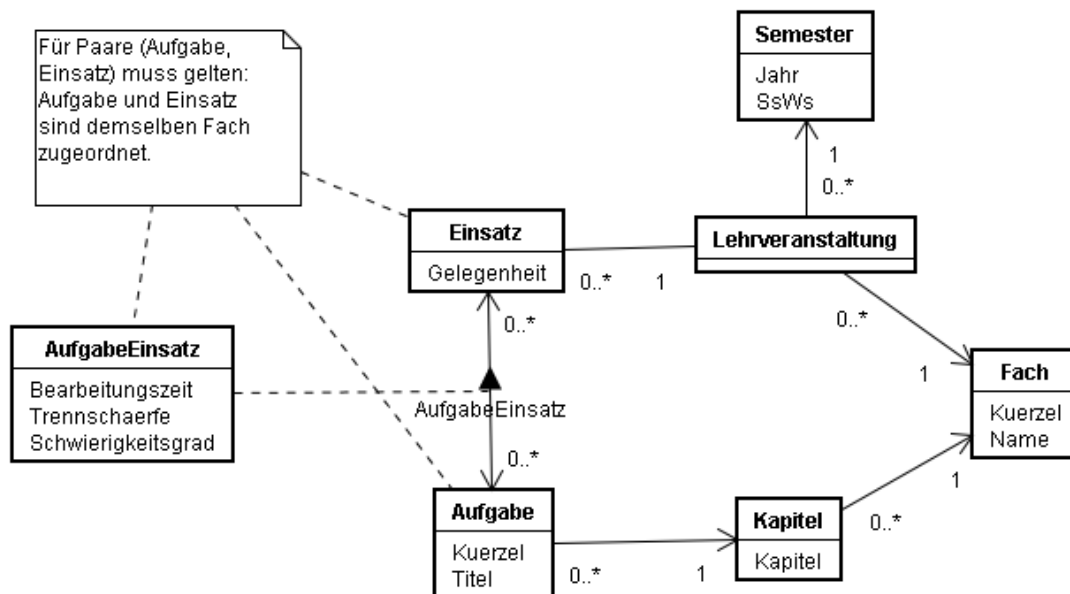 Für Paare (Aufgabe,
Einsatz) muss gelten:
Aufgabe und Einsatz
sind demselben Fach
zugeordnet.
Semester
Jahr
SsWs
1
0..*
Einsatz
Gelegenheit
0..*
1
Lehrveranstaltung
0..*
1
0..*
AufgabeEinsatz
Bearbeitungszeit
Trennschaerfe
Schwierigkeitsgrad
AufgabeEinsatz
0..*
Fach
Kuerzel
Name
Aufgabe
Kuerzel
Titel
0..*
1
Kapitel
Kapitel
0..*
1